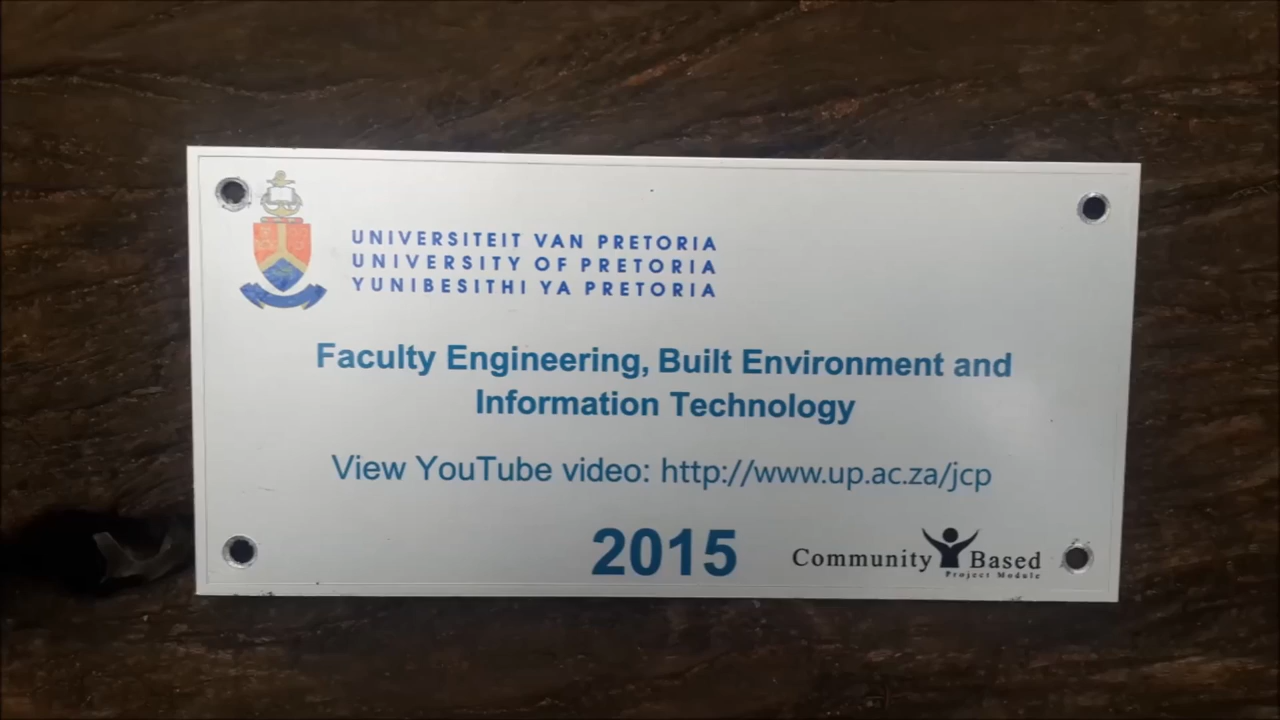 UNIVERSITEIT VAN PRETORIA
UNIVERSITY OF PRETORIA
YUNIBESITHI YA PRETORIA
Faculty Engineering, Built Environment and
Information Technology
View YouTube video: http://www.up.ac.za/jcp
2015
Community Based
Project Module